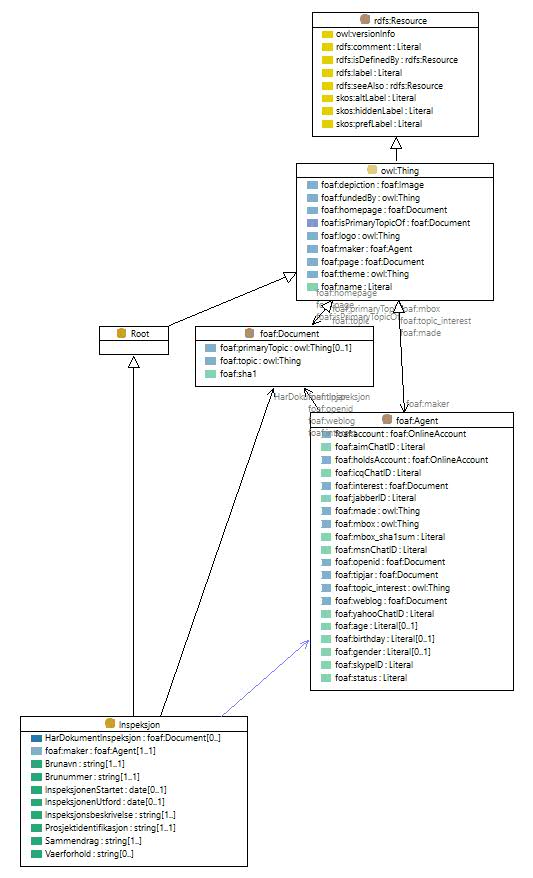 rdfs:Resource
owl:versionInfo
rdfs:comment : Literal
rdfs:isDefinedBy : rdfs:Resource
rdfs:label : Literal
rdfs:seeAlso : rdfs:Resource
skos:altLabel : Literal
skos:hiddenLabel : Literal
skos:prefLabel : Literal
owl:Thing
foaf:depiction : foaf:Image
foaf:fundedBy : owl:Thing
foaf:homepage : foaf:Document
foaf:isPrimaryTopicOf : foaf:Document
foaf:logo : owl:Thing
foaf:maker : foaf:Agent
foaf:page : foaf:Document
foaf:theme : owl:Thing
foaf:name : Literal
foaf:homepage
foaf:page
foaf:isPrimaryTopicOf
foaf:primaryTopic
foaf:topic
foaf:mbox
foaf:topic_interest
foaf:made
Root
foaf:Document
foaf:primaryTopic : owl:Thing[0..1]
foaf:topic : owl:Thing
foaf:sha1
HarDokumentInspeksjon
foaf:tipjar
foaf:openid
foaf:weblog
foaf:interest
foaf:maker
foaf:Agent
foaf:account : foaf:OnlineAccount
foaf:aimChatID : Literal
foaf:holdsAccount : foaf:OnlineAccount
foaf:icqChatID : Literal
foaf:interest : foaf:Document
foaf:jabberID : Literal
foaf:made : owl:Thing
foaf:mbox : owl:Thing
foaf:mbox_sha1sum : Literal
foaf:msnChatID : Literal
foaf:openid : foaf:Document
foaf:tipjar : foaf:Document
foaf:topic_interest : owl:Thing
foaf:weblog : foaf:Document
foaf:yahooChatID : Literal
foaf:age : Literal[0..1]
foaf:birthday : Literal[0..1]
foaf:gender : Literal[0..1]
foaf:skypeID : Literal
foaf:status : Literal
Inspeksjon
HarDokumentInspeksjon : foaf:Document[0..]
foaf:maker : foaf:Agent[1..1]
Brunavn : string[1..1]
Brunummer : string[1..1]
InspeksjonenStartet : date[0..1]
InspeksjonenUtford : date[0..1]
Inspeksjonsbeskrivelse : string[1..]
Prosjektidentifikasjon : string[1..1]
Sammendrag : string[1..]
Vaerforhold : string[0..]